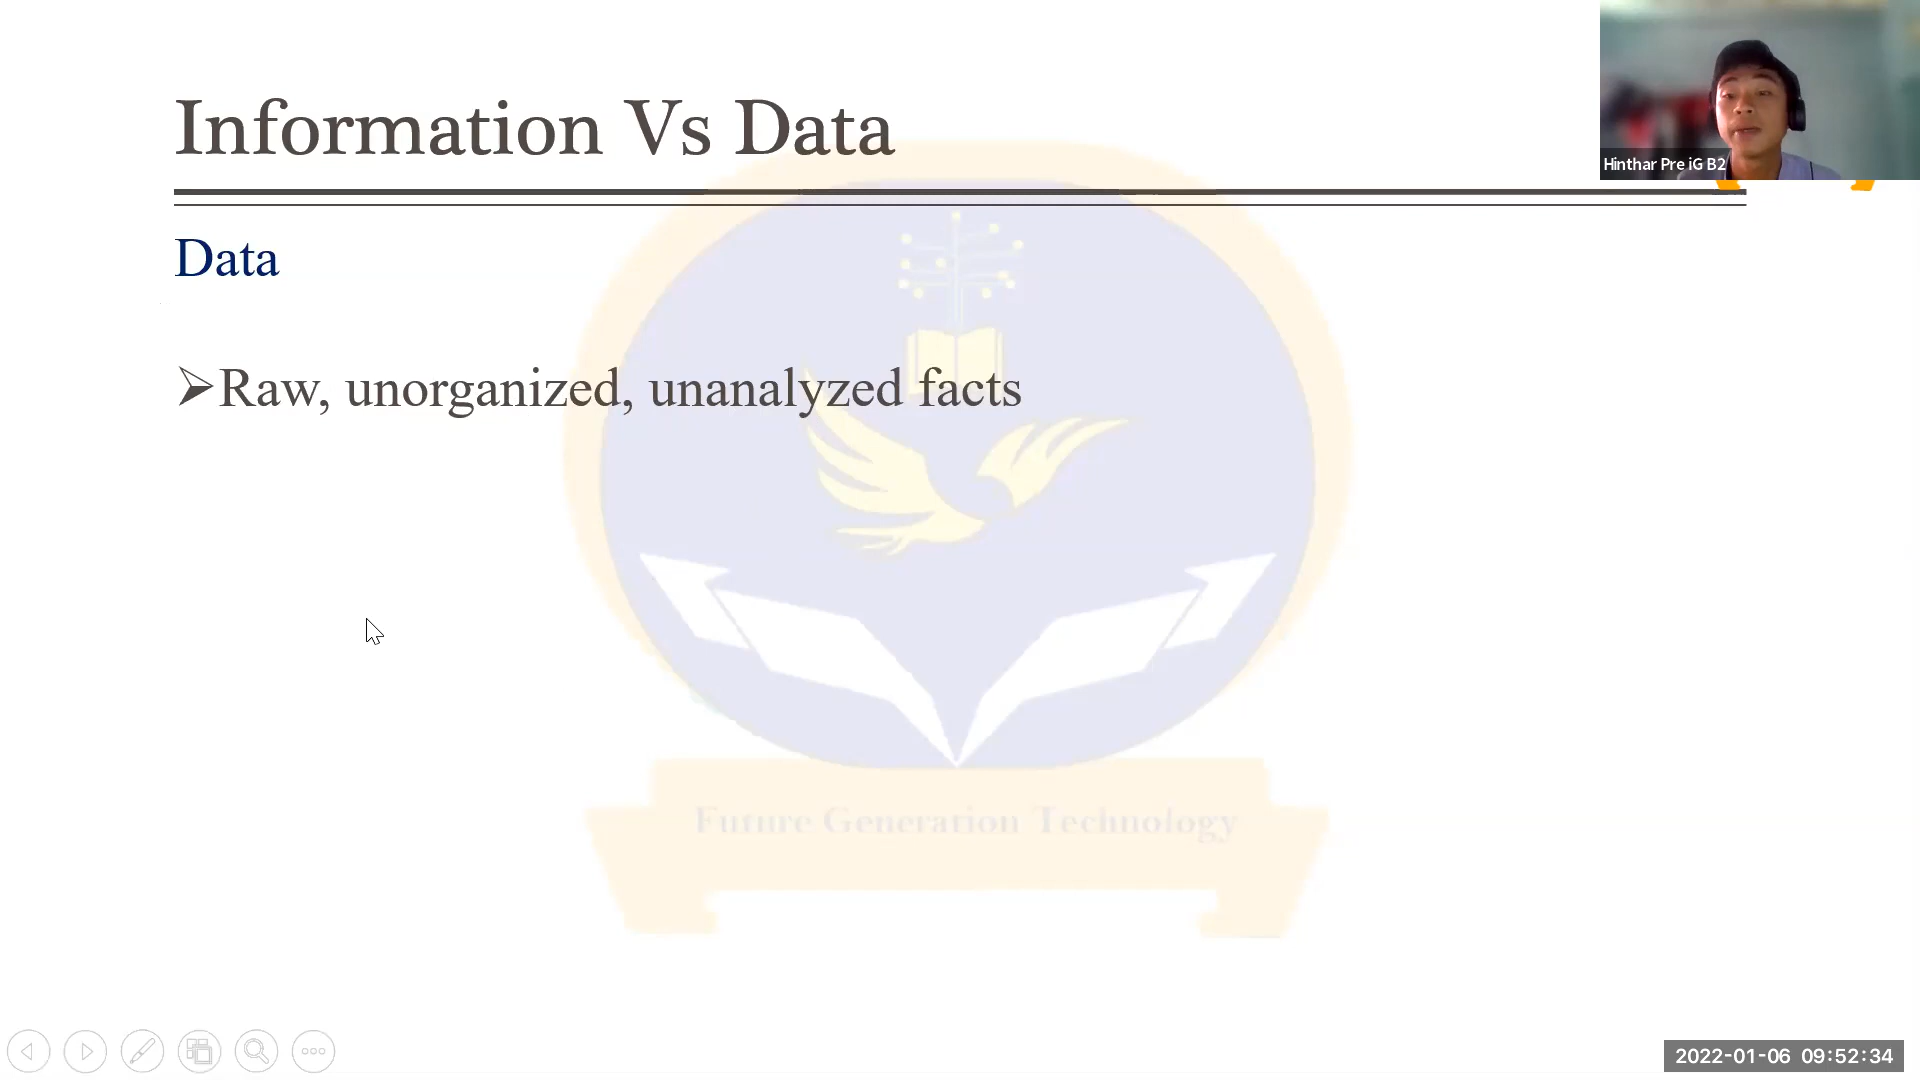 Information Vs Data
Hinthar Pre iG B2
Data
Raw, unorganized, unanalyzed facts
Future Generation Technology
2022-01-06 09:52:34